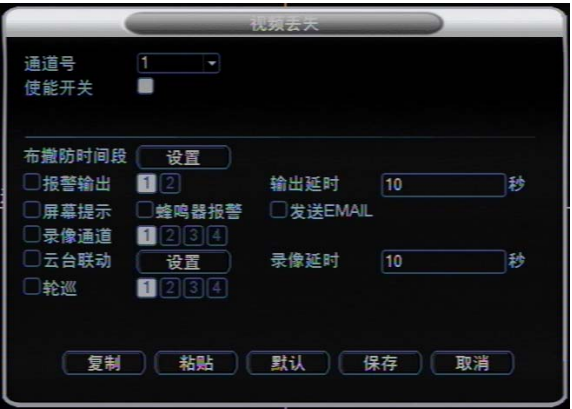 视频丢失
通道号 1
使能开关
布撤防时间段 设置
报警输出 1 2 输出延时 10 秒
屏幕提示 蜂鸣器报警 发送EMAIL
录像通道 1 2 3 4
云台联动 设置 录像延时 10 秒
轮巡 1 2 3 4
复制 粘贴 默认 保存 取消